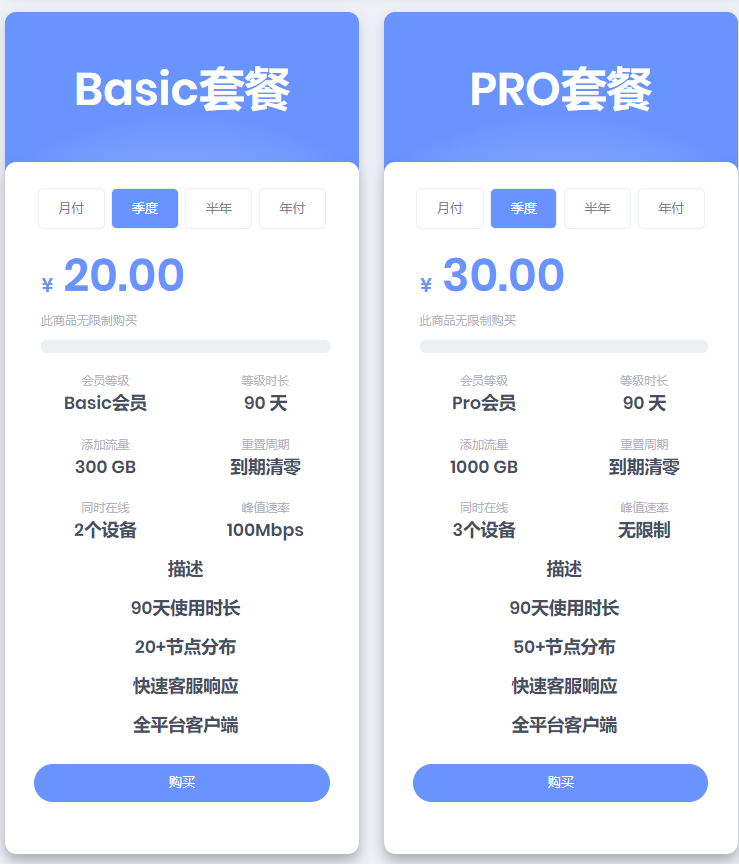 Basic套餐
月付 季度 半年 年付
¥ 20.00
此商品无限制购买
会员等级 等级时长
Basic会员 90 天
添加流量 重置周期
300 GB 到期清零
同时在线 峰值速率
2个设备 100Mbps
描述
90天使用时长
20+节点分布
快速客服响应
全平台客户端
购买
PRO套餐
月付 季度 半年 年付
¥ 30.00
此商品无限制购买
会员等级 等级时长
Pro会员 90 天
添加流量 重置周期
1000 GB 到期清零
同时在线 峰值速率
3个设备 无限制
描述
90天使用时长
50+节点分布
快速客服响应
全平台客户端
购买